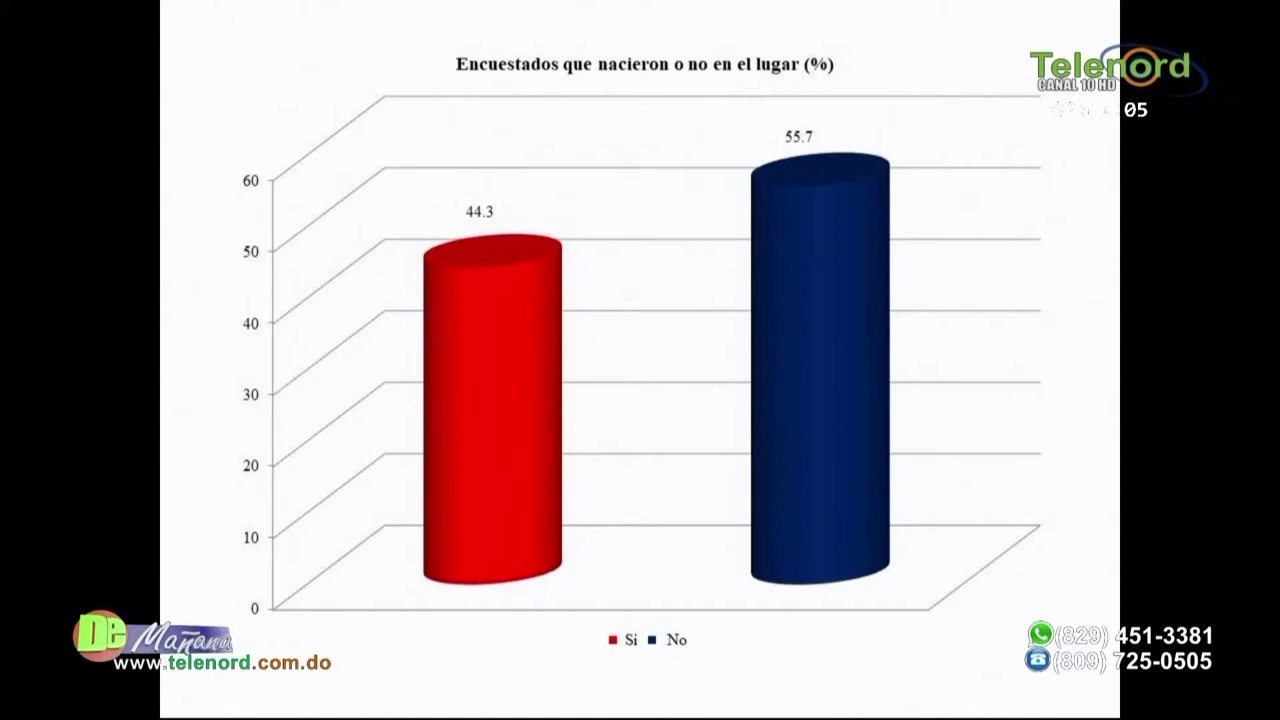 Encuestados que nacieron o no en el lugar (%)
Telenord
CANAL 10 HD
05
55.7
44.3
60
50
40
30
20
10
0
Si No
De Mañana
www.telenord.com.do
(829) 451-3381
(809) 725-0505